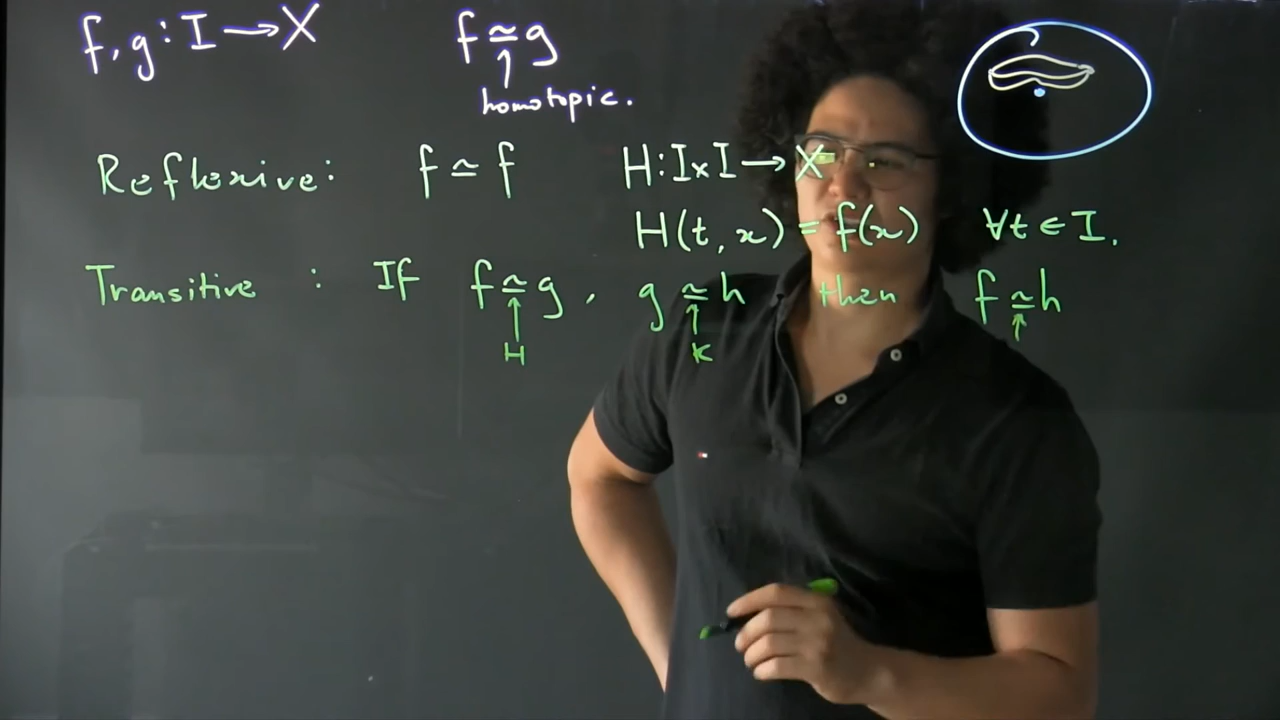 f, g : I → X f ≃ g
homotopic.
Reflexive: f ≃ f H : I × I → X
H(t, x) = f(x) ∀t ∈ I.
Transitive : If f ≃ g , g ≃ h then f ≃ h
H K